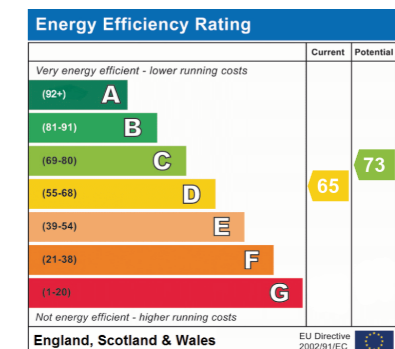 Energy Efficiency Rating
Current Potential
Very energy efficient - lower running costs
(92+) A
(81-91) B
(69-80) C
73
(55-68) D
65
(39-54) E
(21-38) F
(1-20) G
Not energy efficient - higher running costs
England, Scotland & Wales
EU Directive
2002/91/EC